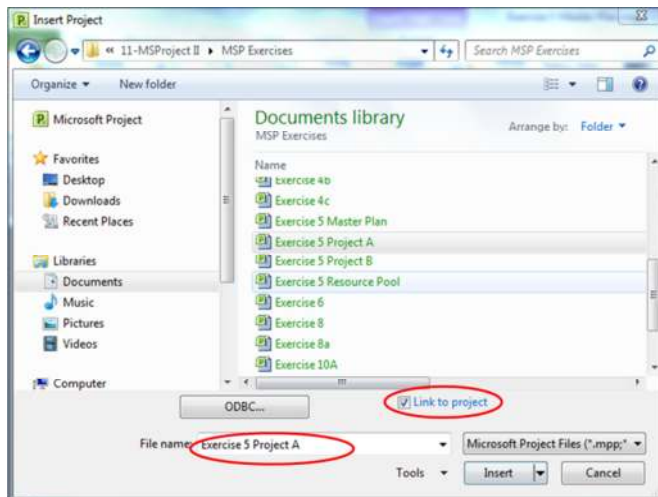 Insert Project
« 11-MSProject II ▸ MSP Exercises
Search MSP Exercises
Organize ▾ New folder
Microsoft Project
Favorites
Desktop
Downloads
Recent Places
Libraries
Documents
Music
Pictures
Videos
Computer
Documents library
MSP Exercises
Arrange by: Folder ▾
Name
Exercise 4b
Exercise 4c
Exercise 5 Master Plan
Exercise 5 Project A
Exercise 5 Project B
Exercise 5 Resource Pool
Exercise 6
Exercise 8
Exercise 8a
Exercise 10A
ODBC...
Link to project
File name: Exercise 5 Project A
Microsoft Project Files (*.mpp;*
Tools ▾ Insert Cancel